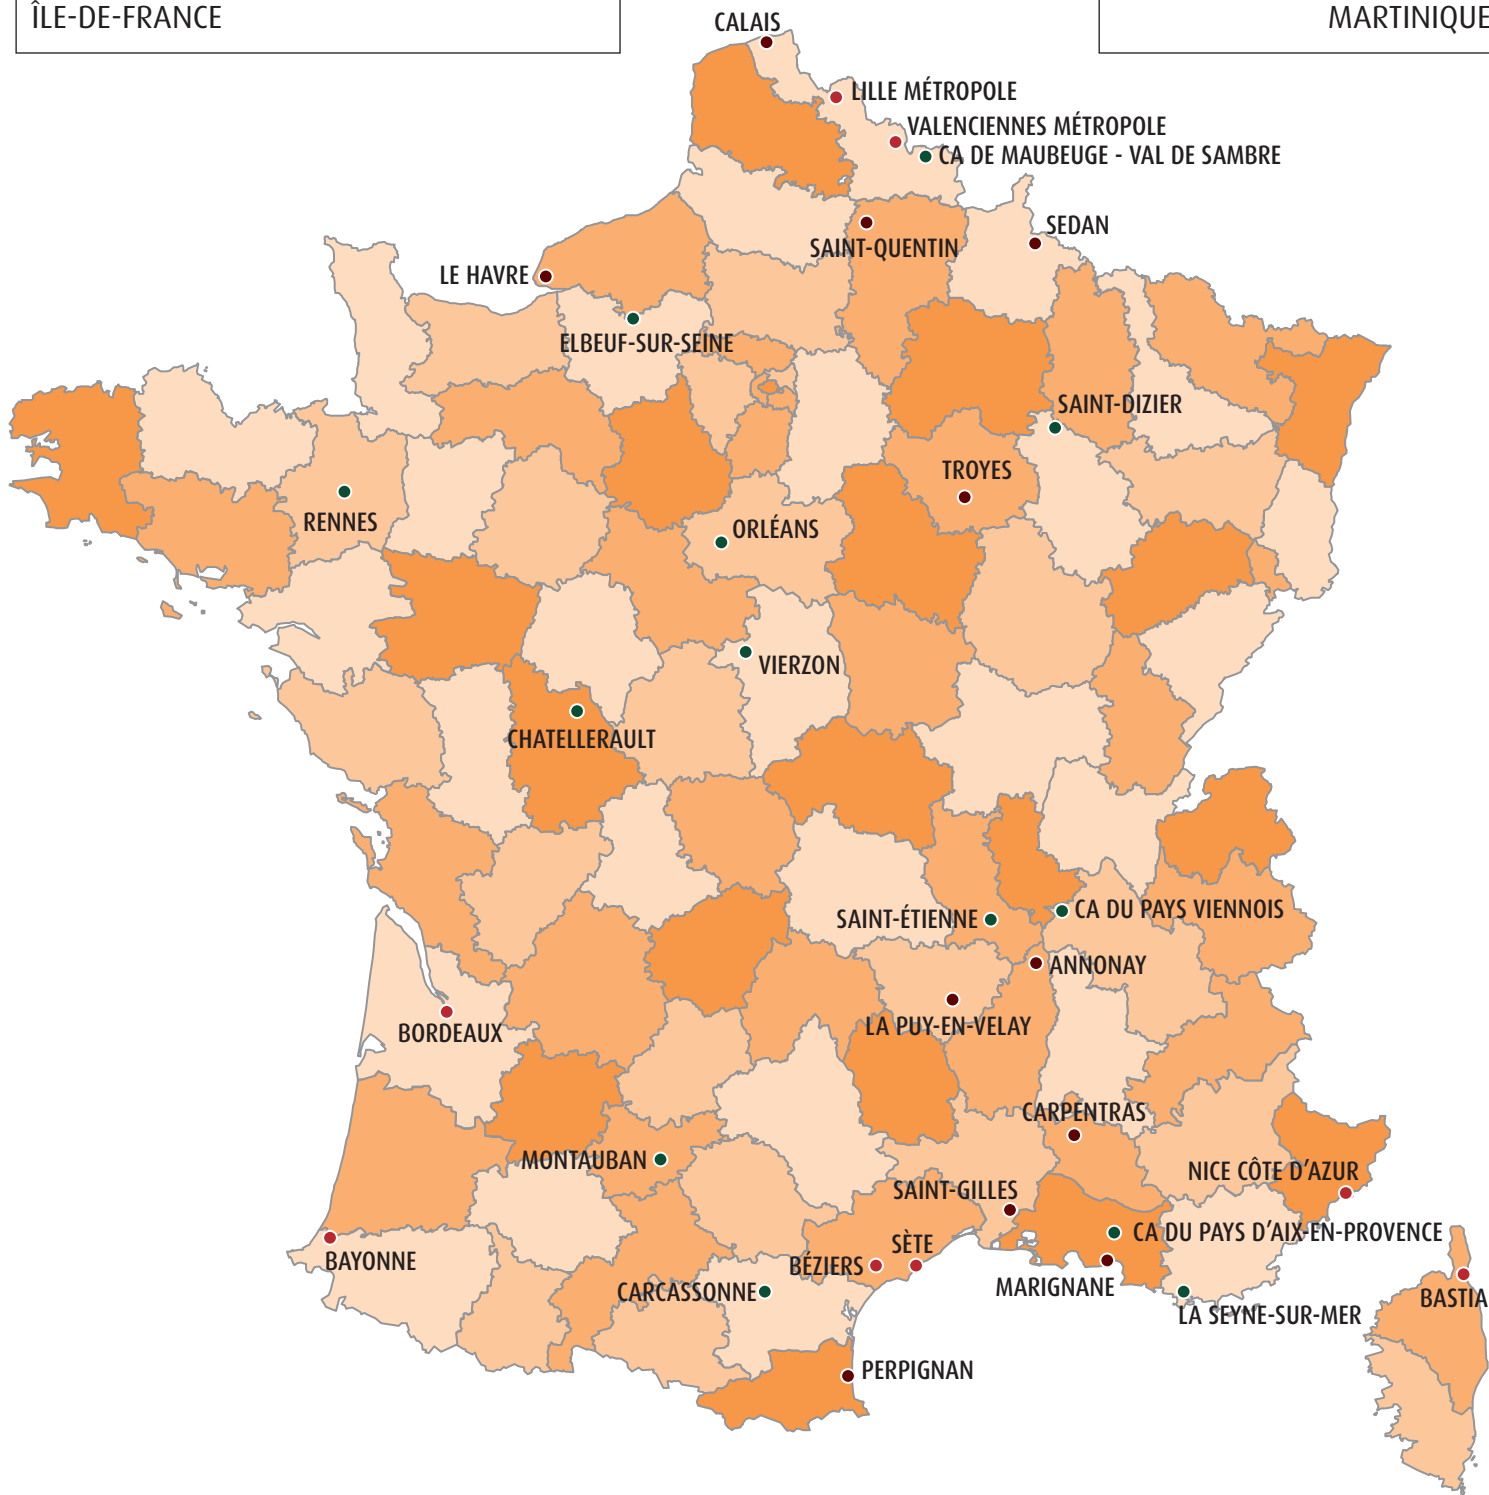 ÎLE-DE-FRANCE
MARTINIQUE
CALAIS
LILLE MÉTROPOLE
VALENCIENNES MÉTROPOLE
CA DE MAUBEUGE - VAL DE SAMBRE
SEDAN
SAINT-QUENTIN
LE HAVRE
ELBEUF-SUR-SEINE
SAINT-DIZIER
TROYES
RENNES
ORLÉANS
VIERZON
CHATELLERAULT
CA DU PAYS VIENNOIS
SAINT-ÉTIENNE
ANNONAY
LA PUY-EN-VELAY
BORDEAUX
CARPENTRAS
MONTAUBAN
NICE CÔTE D'AZUR
SAINT-GILLES
CA DU PAYS D'AIX-EN-PROVENCE
SÈTE
BÉZIERS
BAYONNE
MARIGNANE
CARCASSONNE
BASTIA
LA SEYNE-SUR-MER
PERPIGNAN